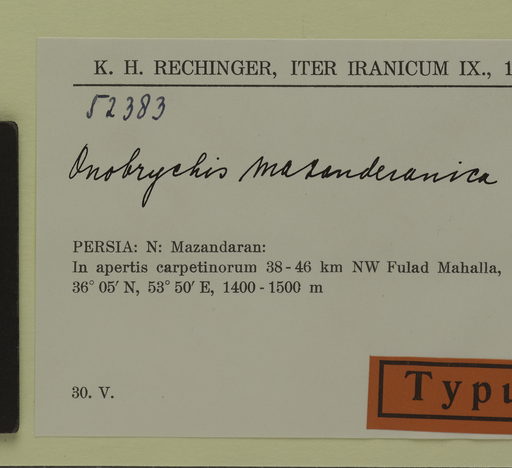 K. H. RECHINGER, ITER IRANICUM IX., 1
52383
Onobrychis mazanderanica
PERSIA: N: Mazandaran:
In apertis carpetinorum 38-46 km NW Fulad Mahalla,
36° 05′ N, 53° 50′ E, 1400-1500 m
Typu
30. V.